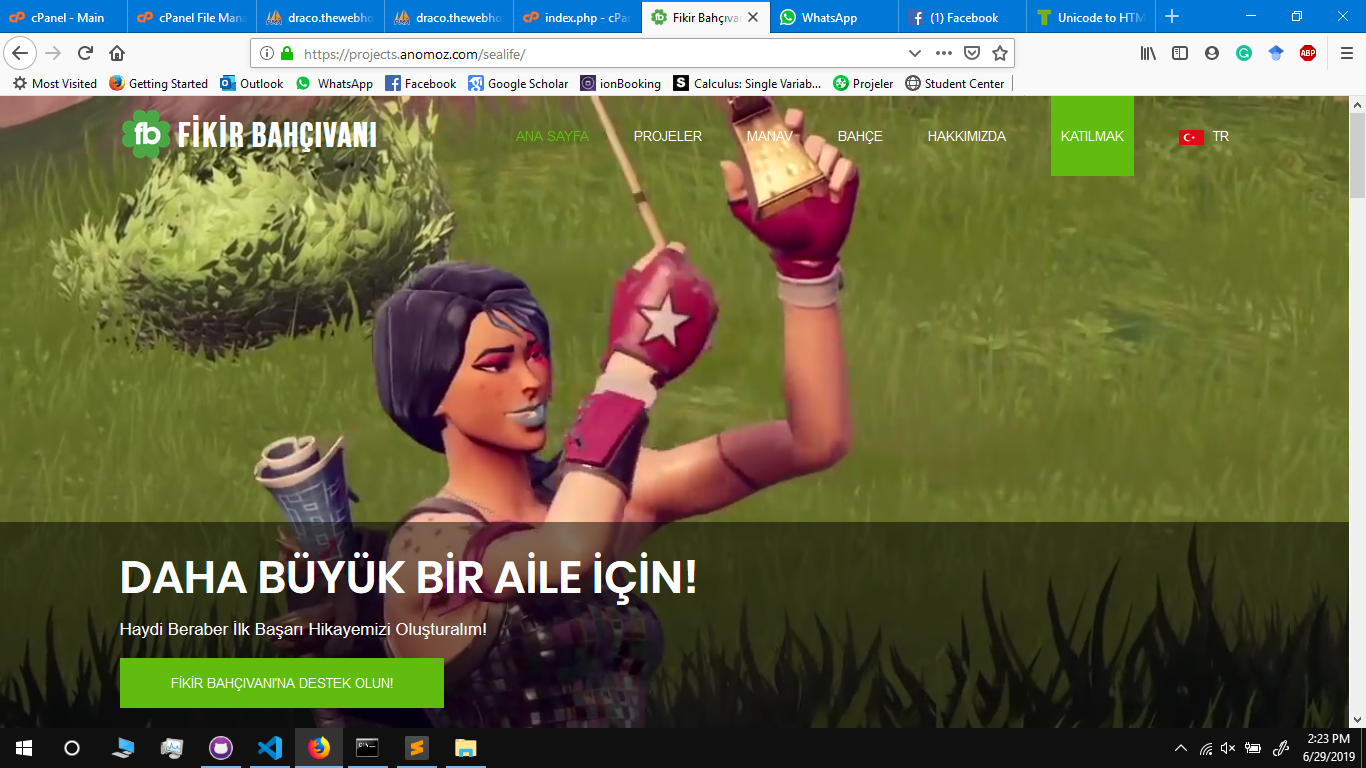 cPanel - Main
cPanel File Mana
draco.thewebho
draco.thewebho
index.php - cPa
Fikir Bahçıva
WhatsApp
(1) Facebook
Unicode to HTM
https://projects.anomoz.com/sealife/
ABP
Most Visited
Getting Started
Outlook
WhatsApp
Facebook
Google Scholar
ionBooking
Calculus: Single Variab...
Projeler
Student Center
fb FİKİR BAHÇIVANI
ANA SAYFA
PROJELER
MANAV
BAHÇE
HAKKIMIZDA
KATILMAK
TR
DAHA BÜYÜK BİR AİLE İÇİN!
Haydi Beraber İlk Başarı Hikayemizi Oluşturalım!
FİKİR BAHÇIVANI'NA DESTEK OLUN!
2:23 PM
6/29/2019